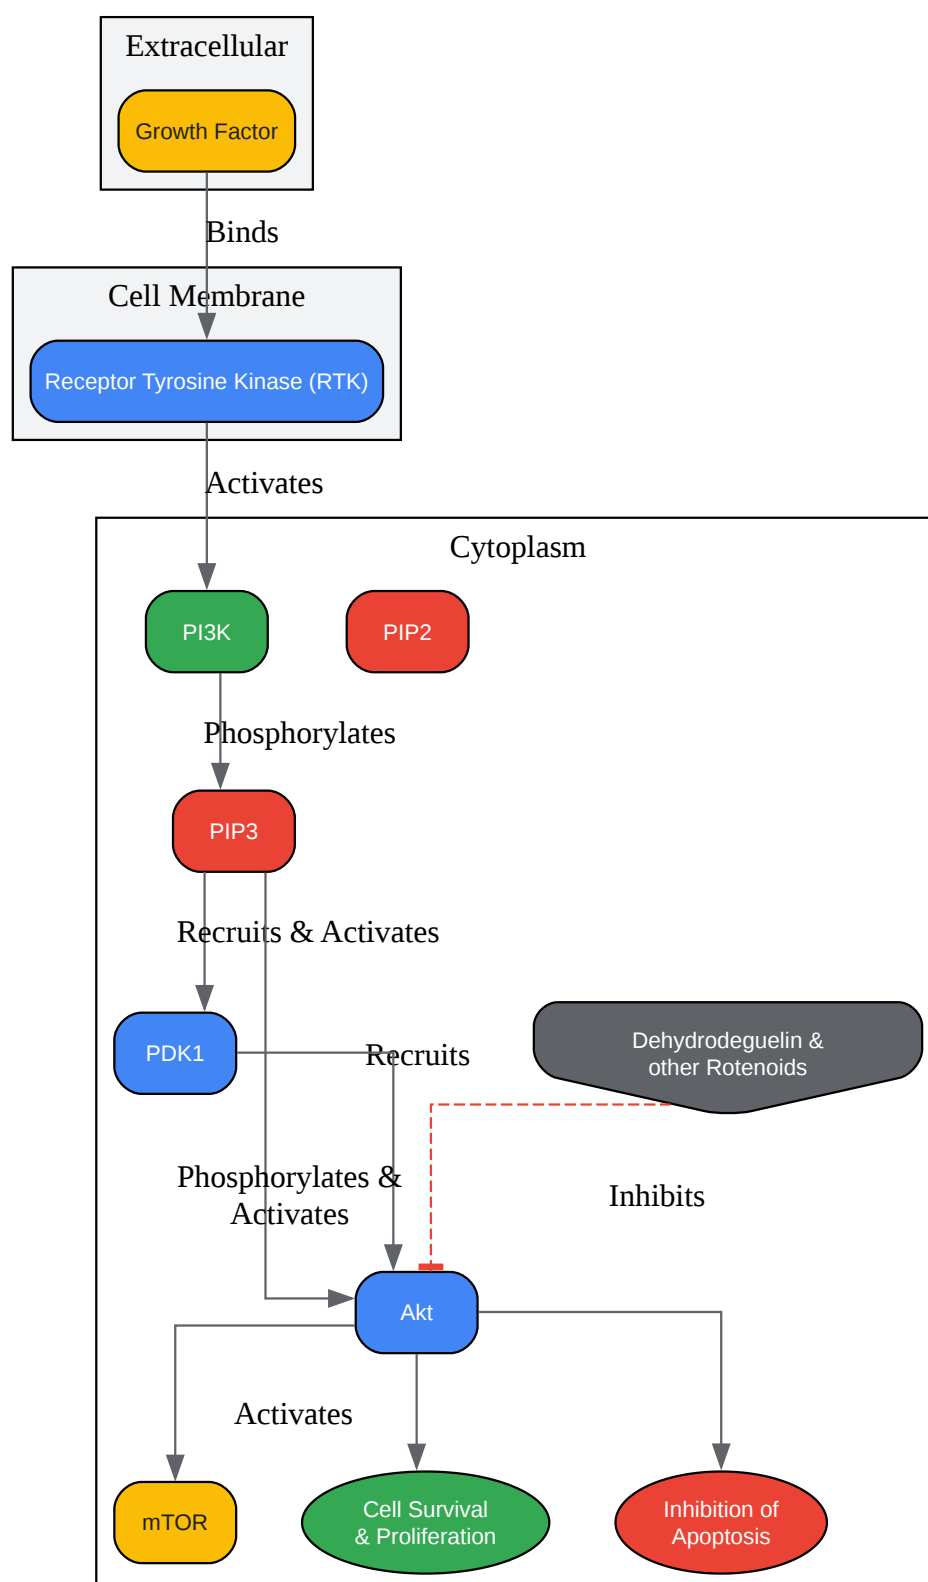 Extracellular
Growth Factor
Binds
Cell Membrane
Receptor Tyrosine Kinase (RTK)
Activates
Cytoplasm
PI3K
PIP2
Phosphorylates
PIP3
Recruits & Activates
PDK1
Recruits
Dehydrodeguelin &
other Rotenoids
Phosphorylates &
Activates
Inhibits
Akt
Activates
mTOR
Cell Survival
& Proliferation
Inhibition of
Apoptosis